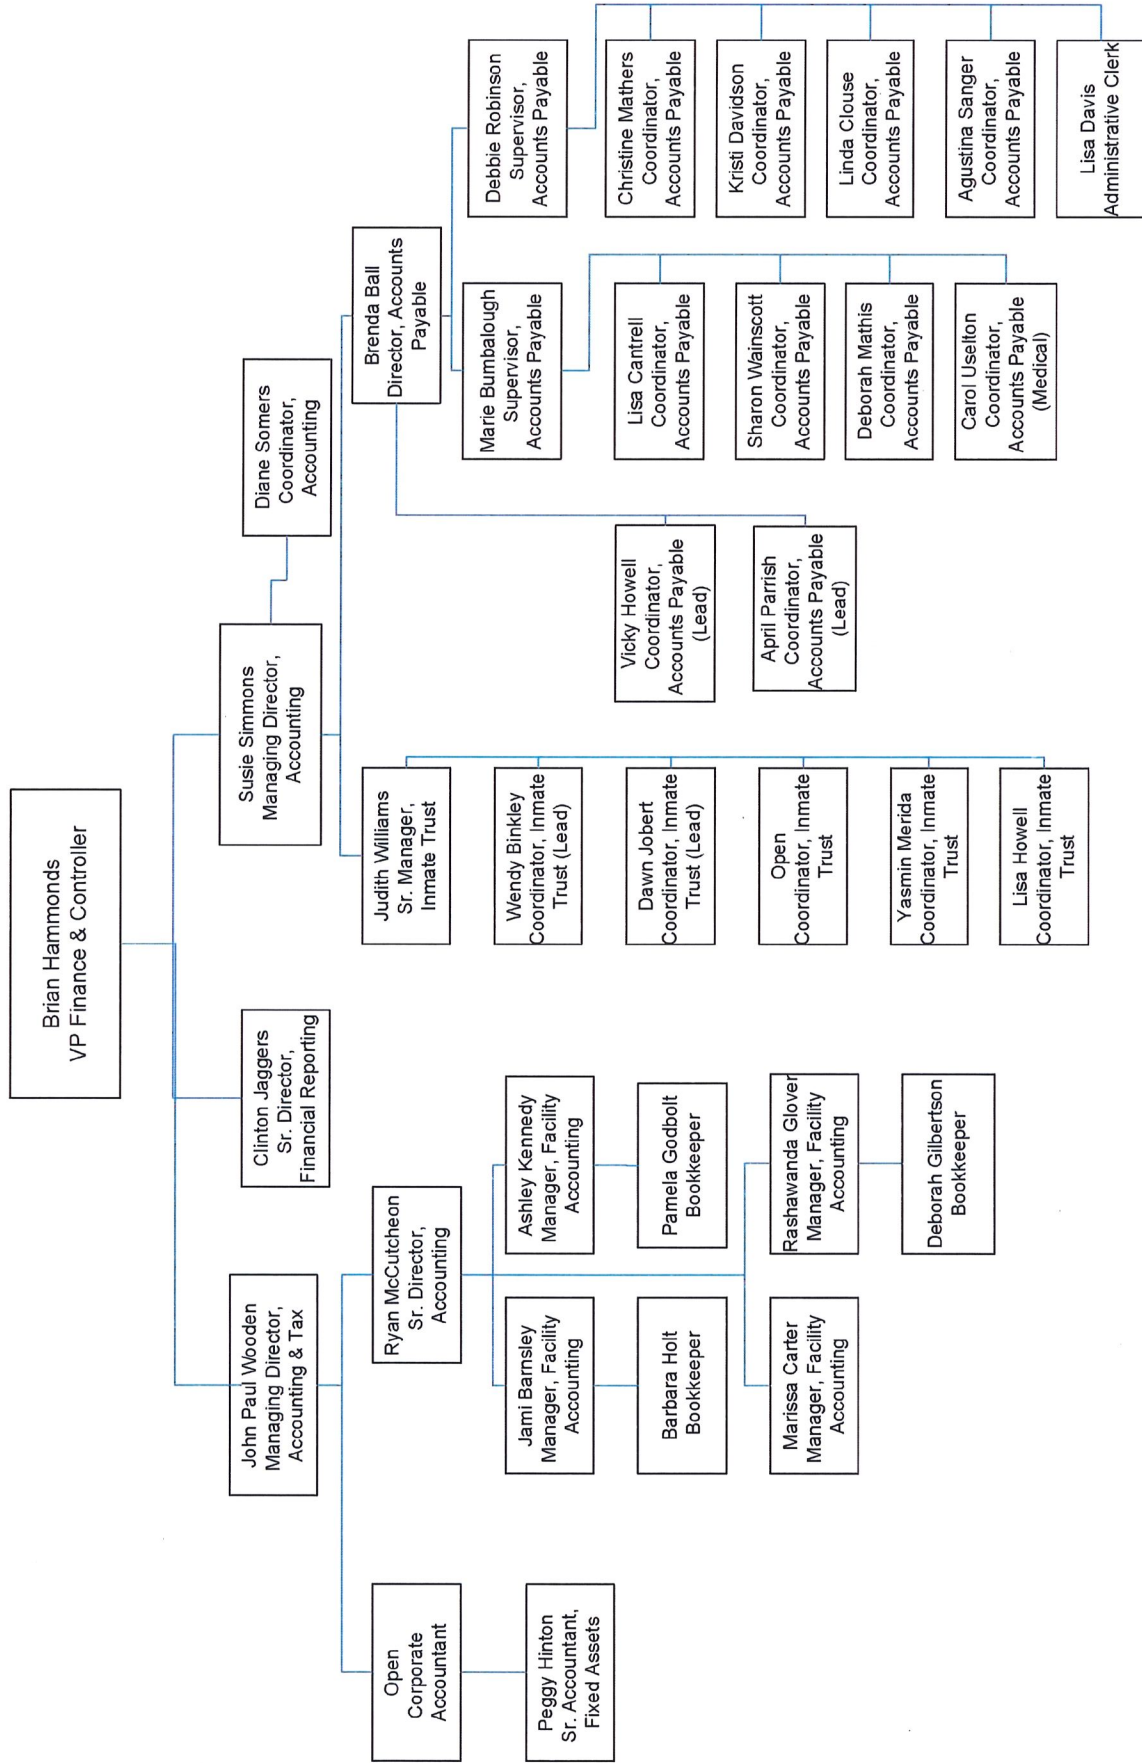 Brian Hammonds
VP Finance & Controller
John Paul Wooden
Managing Director,
Accounting & Tax
Clinton Jaggers
Sr. Director,
Financial Reporting
Susie Simmons
Managing Director,
Accounting
Diane Somers
Coordinator,
Accounting
Open
Corporate
Accountant
Peggy Hinton
Sr. Accountant,
Fixed Assets
Ryan McCutcheon
Sr. Director,
Accounting
Jami Barnsley
Manager, Facility
Accounting
Barbara Holt
Bookkeeper
Ashley Kennedy
Manager, Facility
Accounting
Pamela Godbolt
Bookkeeper
Marissa Carter
Manager, Facility
Accounting
Rashawanda Glover
Manager, Facility
Accounting
Deborah Gilbertson
Bookkeeper
Judith Williams
Sr. Manager,
Inmate Trust
Wendy Binkley
Coordinator, Inmate
Trust (Lead)
Dawn Jobert
Coordinator, Inmate
Trust (Lead)
Open
Coordinator, Inmate
Trust
Yasmin Merida
Coordinator, Inmate
Trust
Lisa Howell
Coordinator, Inmate
Trust
Brenda Ball
Director, Accounts
Payable
Vicky Howell
Coordinator,
Accounts Payable
(Lead)
April Parrish
Coordinator,
Accounts Payable
(Lead)
Marie Bumbalough
Supervisor,
Accounts Payable
Lisa Cantrell
Coordinator,
Accounts Payable
Sharon Wainscott
Coordinator,
Accounts Payable
Deborah Mathis
Coordinator,
Accounts Payable
Carol Uselton
Coordinator,
Accounts Payable
(Medical)
Debbie Robinson
Supervisor,
Accounts Payable
Christine Mathers
Coordinator,
Accounts Payable
Kristi Davidson
Coordinator,
Accounts Payable
Linda Clouse
Coordinator,
Accounts Payable
Agustina Sanger
Coordinator,
Accounts Payable
Lisa Davis
Administrative Clerk